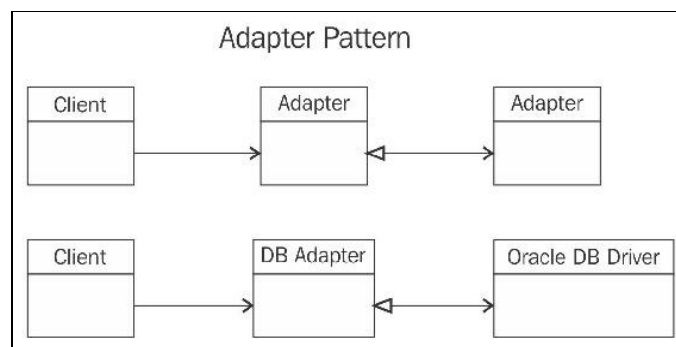 Adapter Pattern
Client
Adapter
Adapter
Client
DB Adapter
Oracle DB Driver